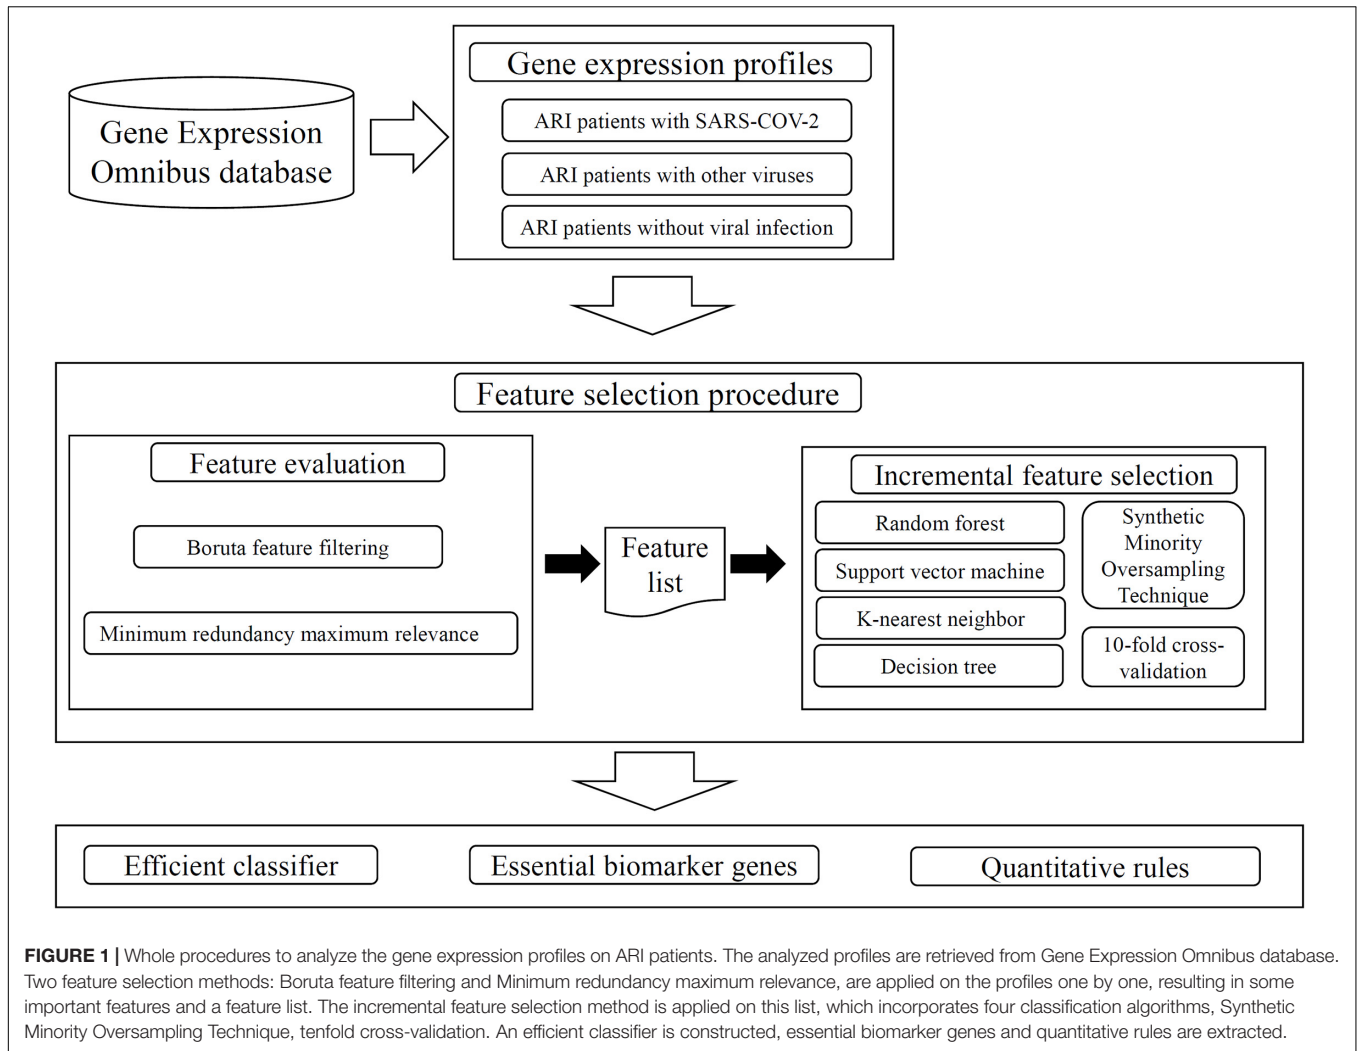 Gene Expression
Omnibus database
Gene expression profiles
ARI patients with SARS-COV-2
ARI patients with other viruses
ARI patients without viral infection
Feature selection procedure
Feature evaluation
Boruta feature filtering
Minimum redundancy maximum relevance
Feature
list
Incremental feature selection
Random forest
Support vector machine
K-nearest neighbor
Decision tree
Synthetic
Minority
Oversampling
Technique
10-fold cross-
validation
Efficient classifier
Essential biomarker genes
Quantitative rules
FIGURE 1 | Whole procedures to analyze the gene expression profiles on ARI patients. The analyzed profiles are retrieved from Gene Expression Omnibus database.
Two feature selection methods: Boruta feature filtering and Minimum redundancy maximum relevance, are applied on the profiles one by one, resulting in some
important features and a feature list. The incremental feature selection method is applied on this list, which incorporates four classification algorithms, Synthetic
Minority Oversampling Technique, tenfold cross-validation. An efficient classifier is constructed, essential biomarker genes and quantitative rules are extracted.